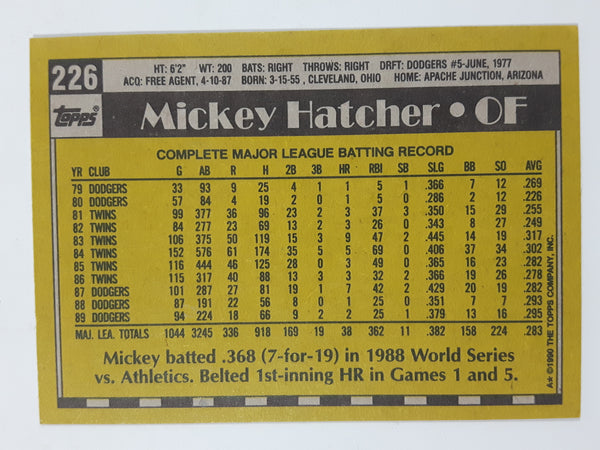 226
HT: 6'2" WT: 200 BATS: RIGHT THROWS: RIGHT DRFT: DODGERS #5-JUNE, 1977
ACQ: FREE AGENT, 4-10-87 BORN: 3-15-55, CLEVELAND, OHIO HOME: APACHE JUNCTION, ARIZONA
Topps
Mickey Hatcher • OF
COMPLETE MAJOR LEAGUE BATTING RECORD
YR CLUB G AB R H 2B 3B HR RBI SB SLG BB SO AVG
79 DODGERS 33 93 9 25 4 1 1 5 1 .366 7 12 .269
80 DODGERS 57 84 4 19 2 0 1 5 0 .286 2 12 .226
81 TWINS 99 377 36 96 23 2 3 37 3 .350 15 29 .255
82 TWINS 84 277 23 69 13 2 3 26 0 .343 8 27 .249
83 TWINS 106 375 50 119 15 3 9 47 2 .445 14 19 .317
84 TWINS 152 576 61 174 35 5 5 69 0 .406 37 34 .302
85 TWINS 116 444 46 125 28 0 3 49 0 .365 16 23 .282
86 TWINS 115 317 40 88 13 3 3 32 2 .366 19 26 .278
87 DODGERS 101 287 27 81 19 1 7 42 2 .429 20 19 .282
88 DODGERS 87 191 22 56 8 0 1 25 0 .351 7 7 .293
89 DODGERS 94 224 18 66 9 2 2 25 1 .379 13 16 .295
MAJ. LEA. TOTALS 1044 3245 336 918 169 19 38 362 11 .382 158 224 .283
Mickey batted .368 (7-for-19) in 1988 World Series
vs. Athletics. Belted 1st-inning HR in Games 1 and 5.
A★ ©1990 THE TOPPS COMPANY, INC.